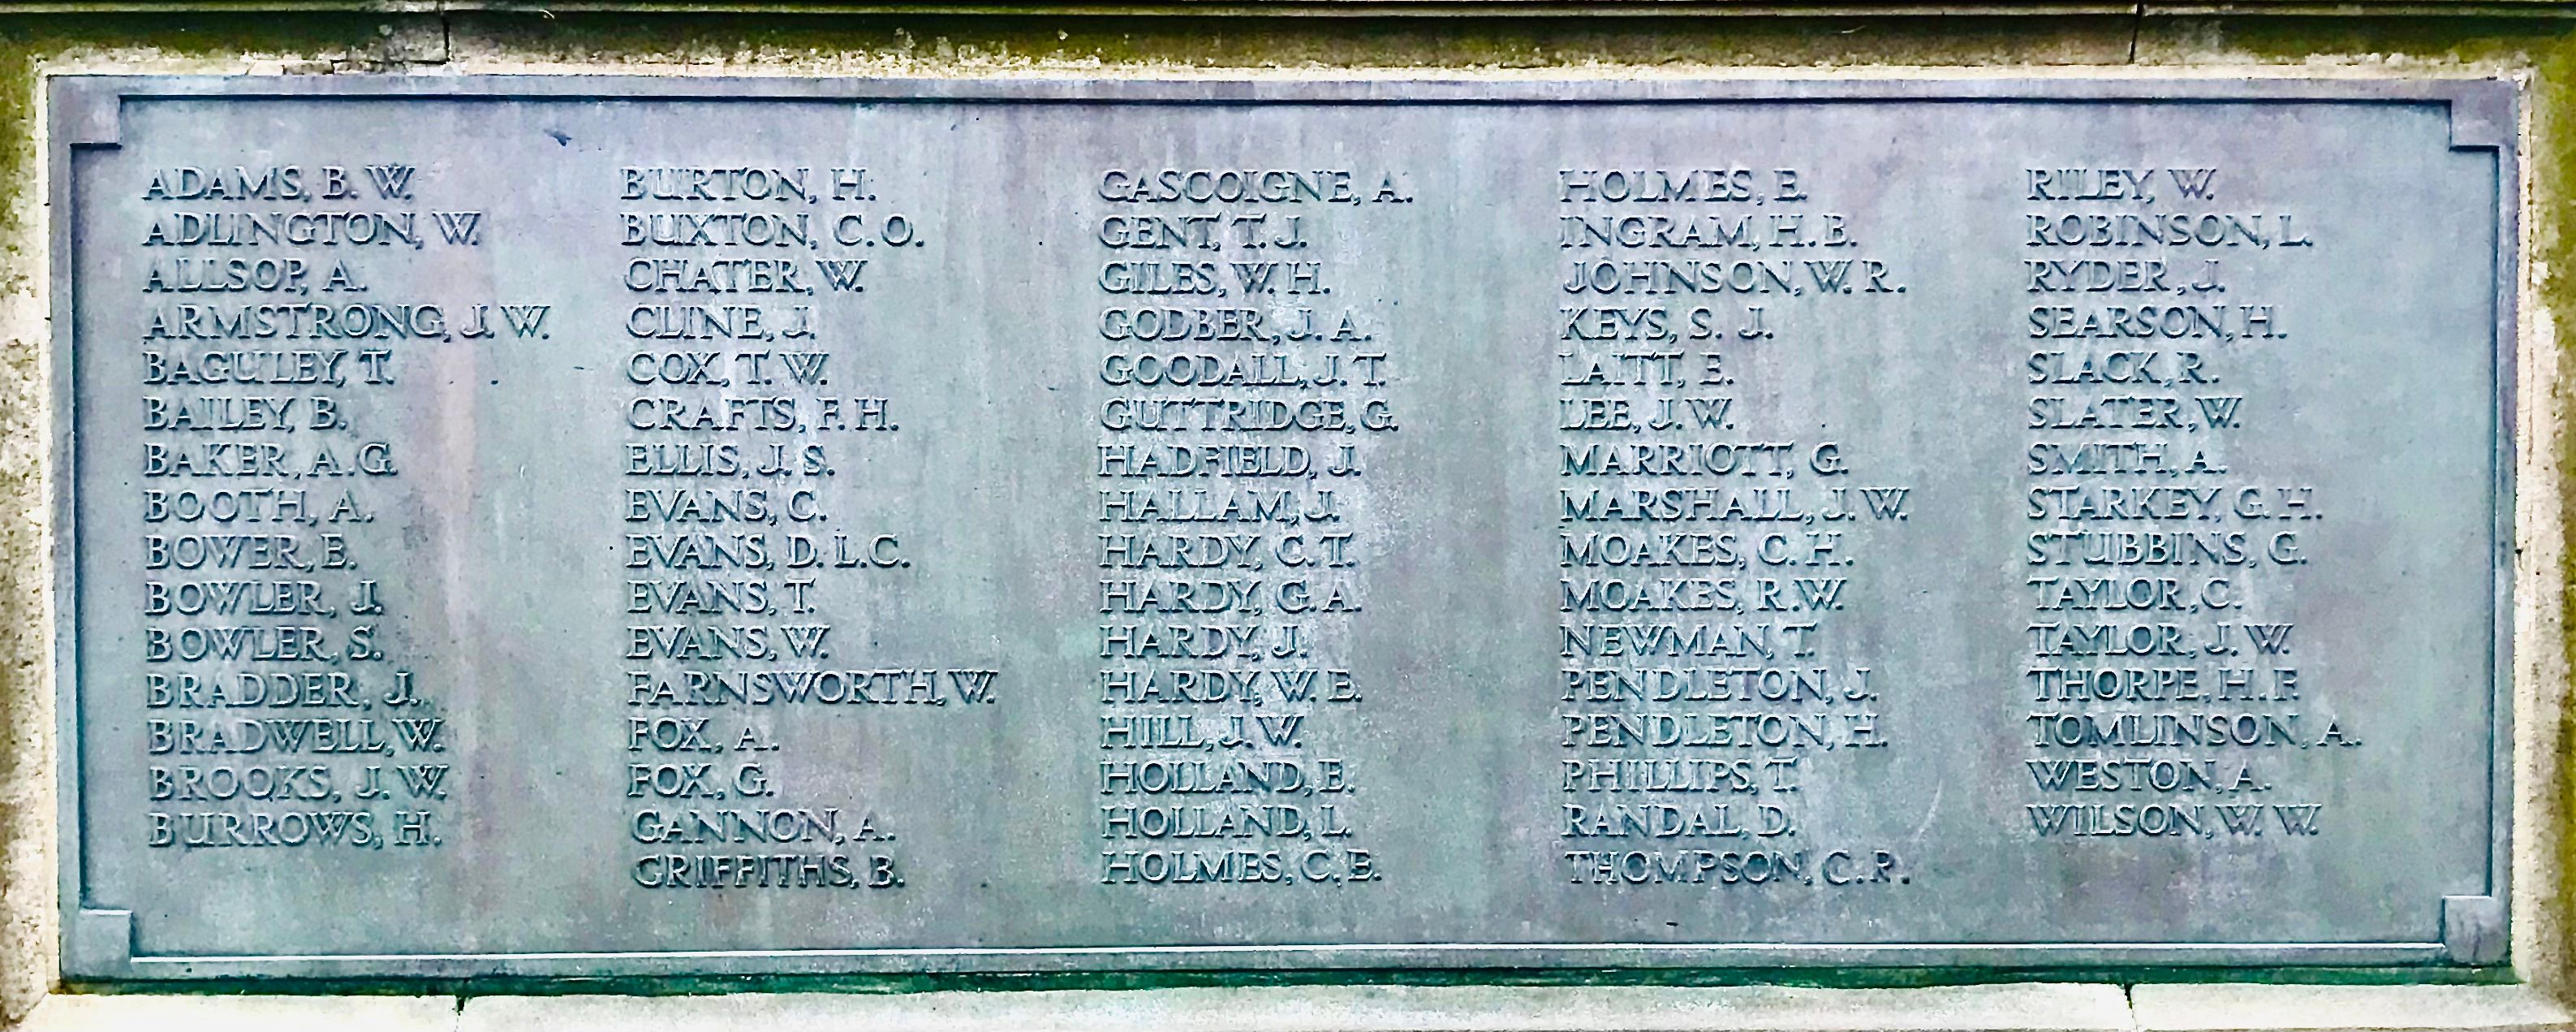 ADAMS, B. W.
ADLINGTON, W.
ALLSOP, A.
ARMSTRONG, J. W.
BAGULEY, T.
BAILEY, B.
BAKER, A. G.
BOOTH, A.
BOWER, E.
BOWLER, J.
BOWLER, S.
BRADDER, J.
BRADWELL, W.
BROOKS, J. W.
BURROWS, H.
BURTON, H.
BUXTON, C. O.
CHATER, W.
CLINE, J.
COX, T. W.
CRAFTS, F. H.
ELLIS, J. S.
EVANS, C.
EVANS, D. L. C.
EVANS, T.
EVANS, W.
FARNSWORTH, W.
FOX, A.
FOX, G.
GANNON, A.
GRIFFITHS, B.
GASCOIGNE, A.
GENT, T. J.
GILES, W. H.
GODBER, J. A.
GOODALL, J. T.
GUTTRIDGE, G.
HADFIELD, J.
HALLAM, J.
HARDY, C. T.
HARDY, G. A.
HARDY, J.
HARDY, W. E.
HILL, J. W.
HOLLAND, E.
HOLLAND, L.
HOLMES, C. E.
HOLMES, E.
INGRAM, H. B.
JOHNSON, W. R.
KEYS, S. J.
LAITT, E.
LEE, J. W.
MARRIOTT, G.
MARSHALL, J. W.
MOAKES, C. H.
MOAKES, R. W.
NEWMAN, T.
PENDLETON, J.
PENDLETON, H.
PHILLIPS, T.
RANDAL, D.
THOMPSON, C. R.
RILEY, W.
ROBINSON, L.
RYDER, J.
SEARSON, H.
SLACK, R.
SLATER, W.
SMITH, A.
STARKEY, G. H.
STUBBINS, G.
TAYLOR, C.
TAYLOR, J. W.
THORPE, H. F.
TOMLINSON, A.
WESTON, A.
WILSON, W. W.